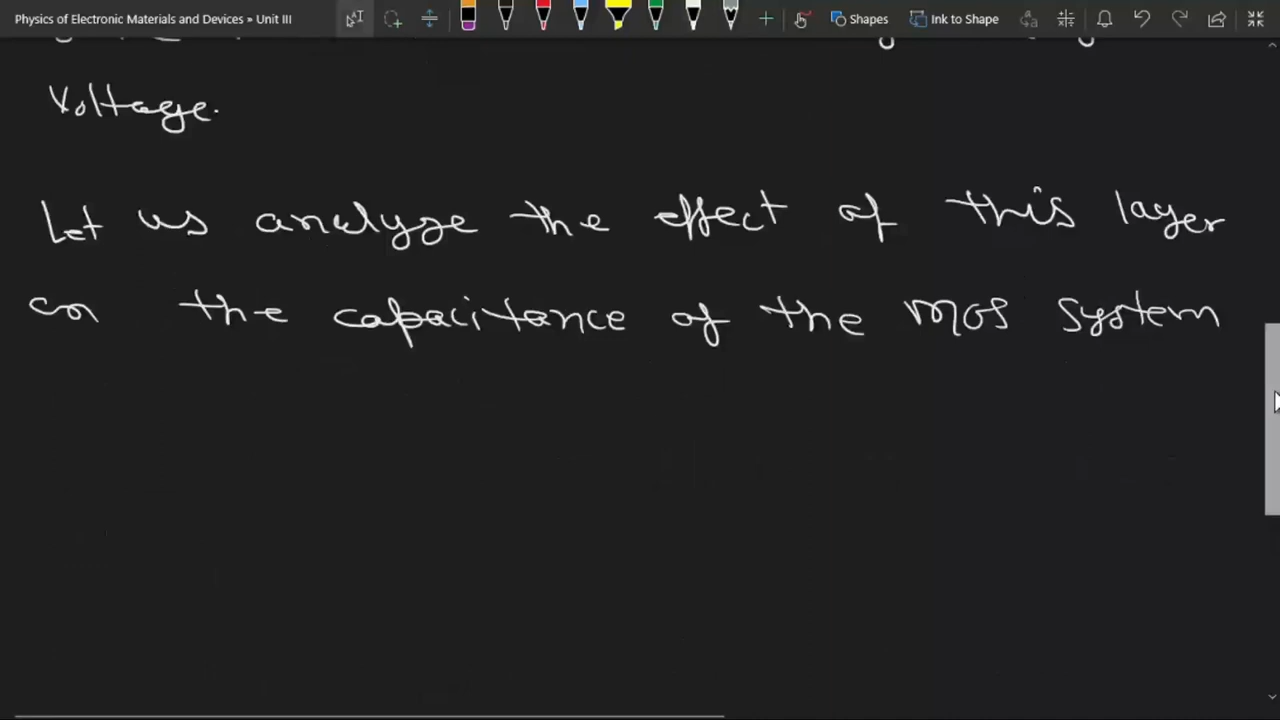 Physics of Electronic Materials and Devices » Unit III
Shapes
Ink to Shape
Voltage.
Let us analyze the effect of this layer
on the capacitance of the MOS system